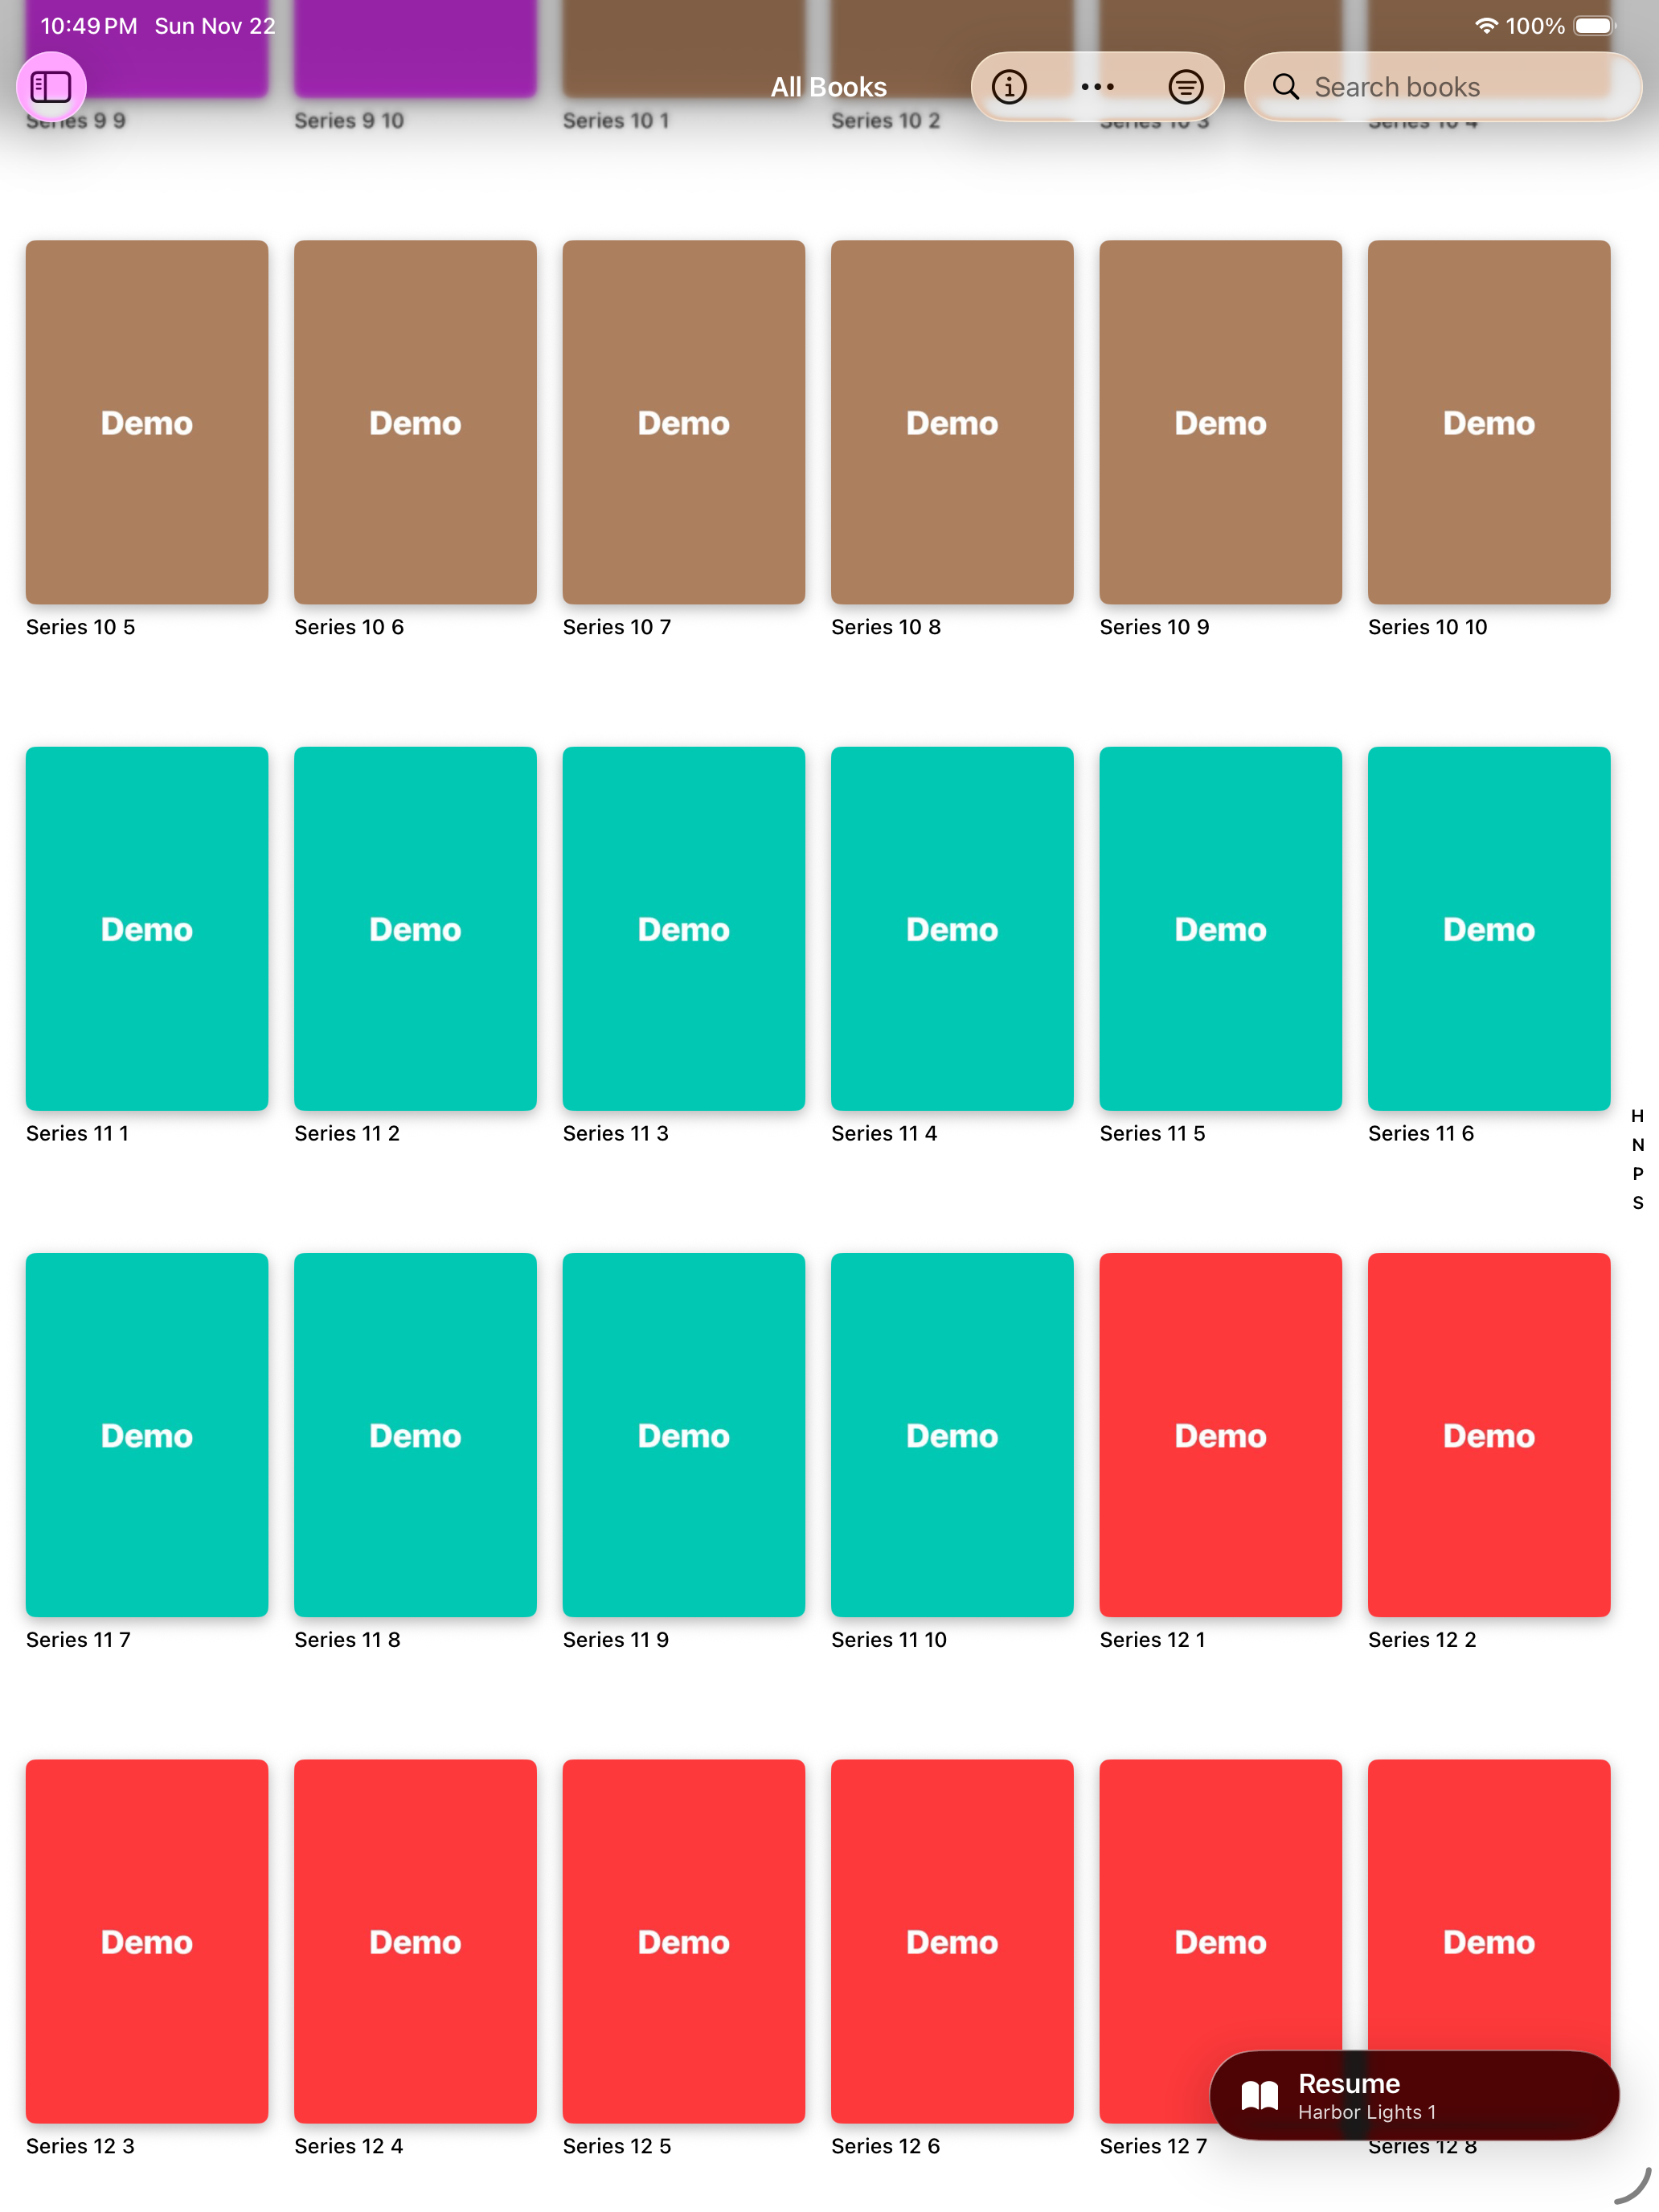 10:49 PM Sun Nov 22
100%
All Books
Search books
Series 9 9
Series 9 10
Series 10 1
Series 10 2
Series 10 3
Series 10 4
Demo
Demo
Demo
Demo
Demo
Demo
Series 10 5
Series 10 6
Series 10 7
Series 10 8
Series 10 9
Series 10 10
Demo
Demo
Demo
Demo
Demo
Demo
Series 11 1
Series 11 2
Series 11 3
Series 11 4
Series 11 5
Series 11 6
H
N
P
S
Demo
Demo
Demo
Demo
Demo
Demo
Series 11 7
Series 11 8
Series 11 9
Series 11 10
Series 12 1
Series 12 2
Demo
Demo
Demo
Demo
Demo
Demo
Resume
Harbor Lights 1
Series 12 3
Series 12 4
Series 12 5
Series 12 6
Series 12 7
Series 12 8